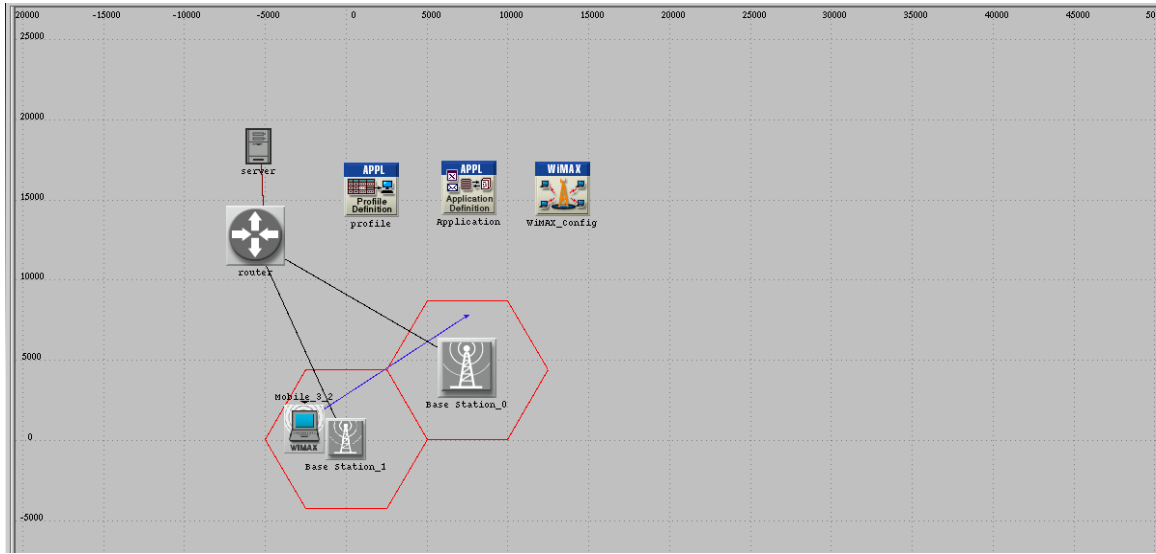 20000 -15000 -10000 -5000 0 5000 10000 15000 20000 25000 30000 35000 40000 45000 50
25000
20000
server
APPL
Profile
Definition
profile
APPL
Application
Definition
Application
WiMAX
WiMAX_Config
15000
router
10000
5000
Base Station_0
Mobile_3_2
WIMAX
0
Base Station_1
-5000